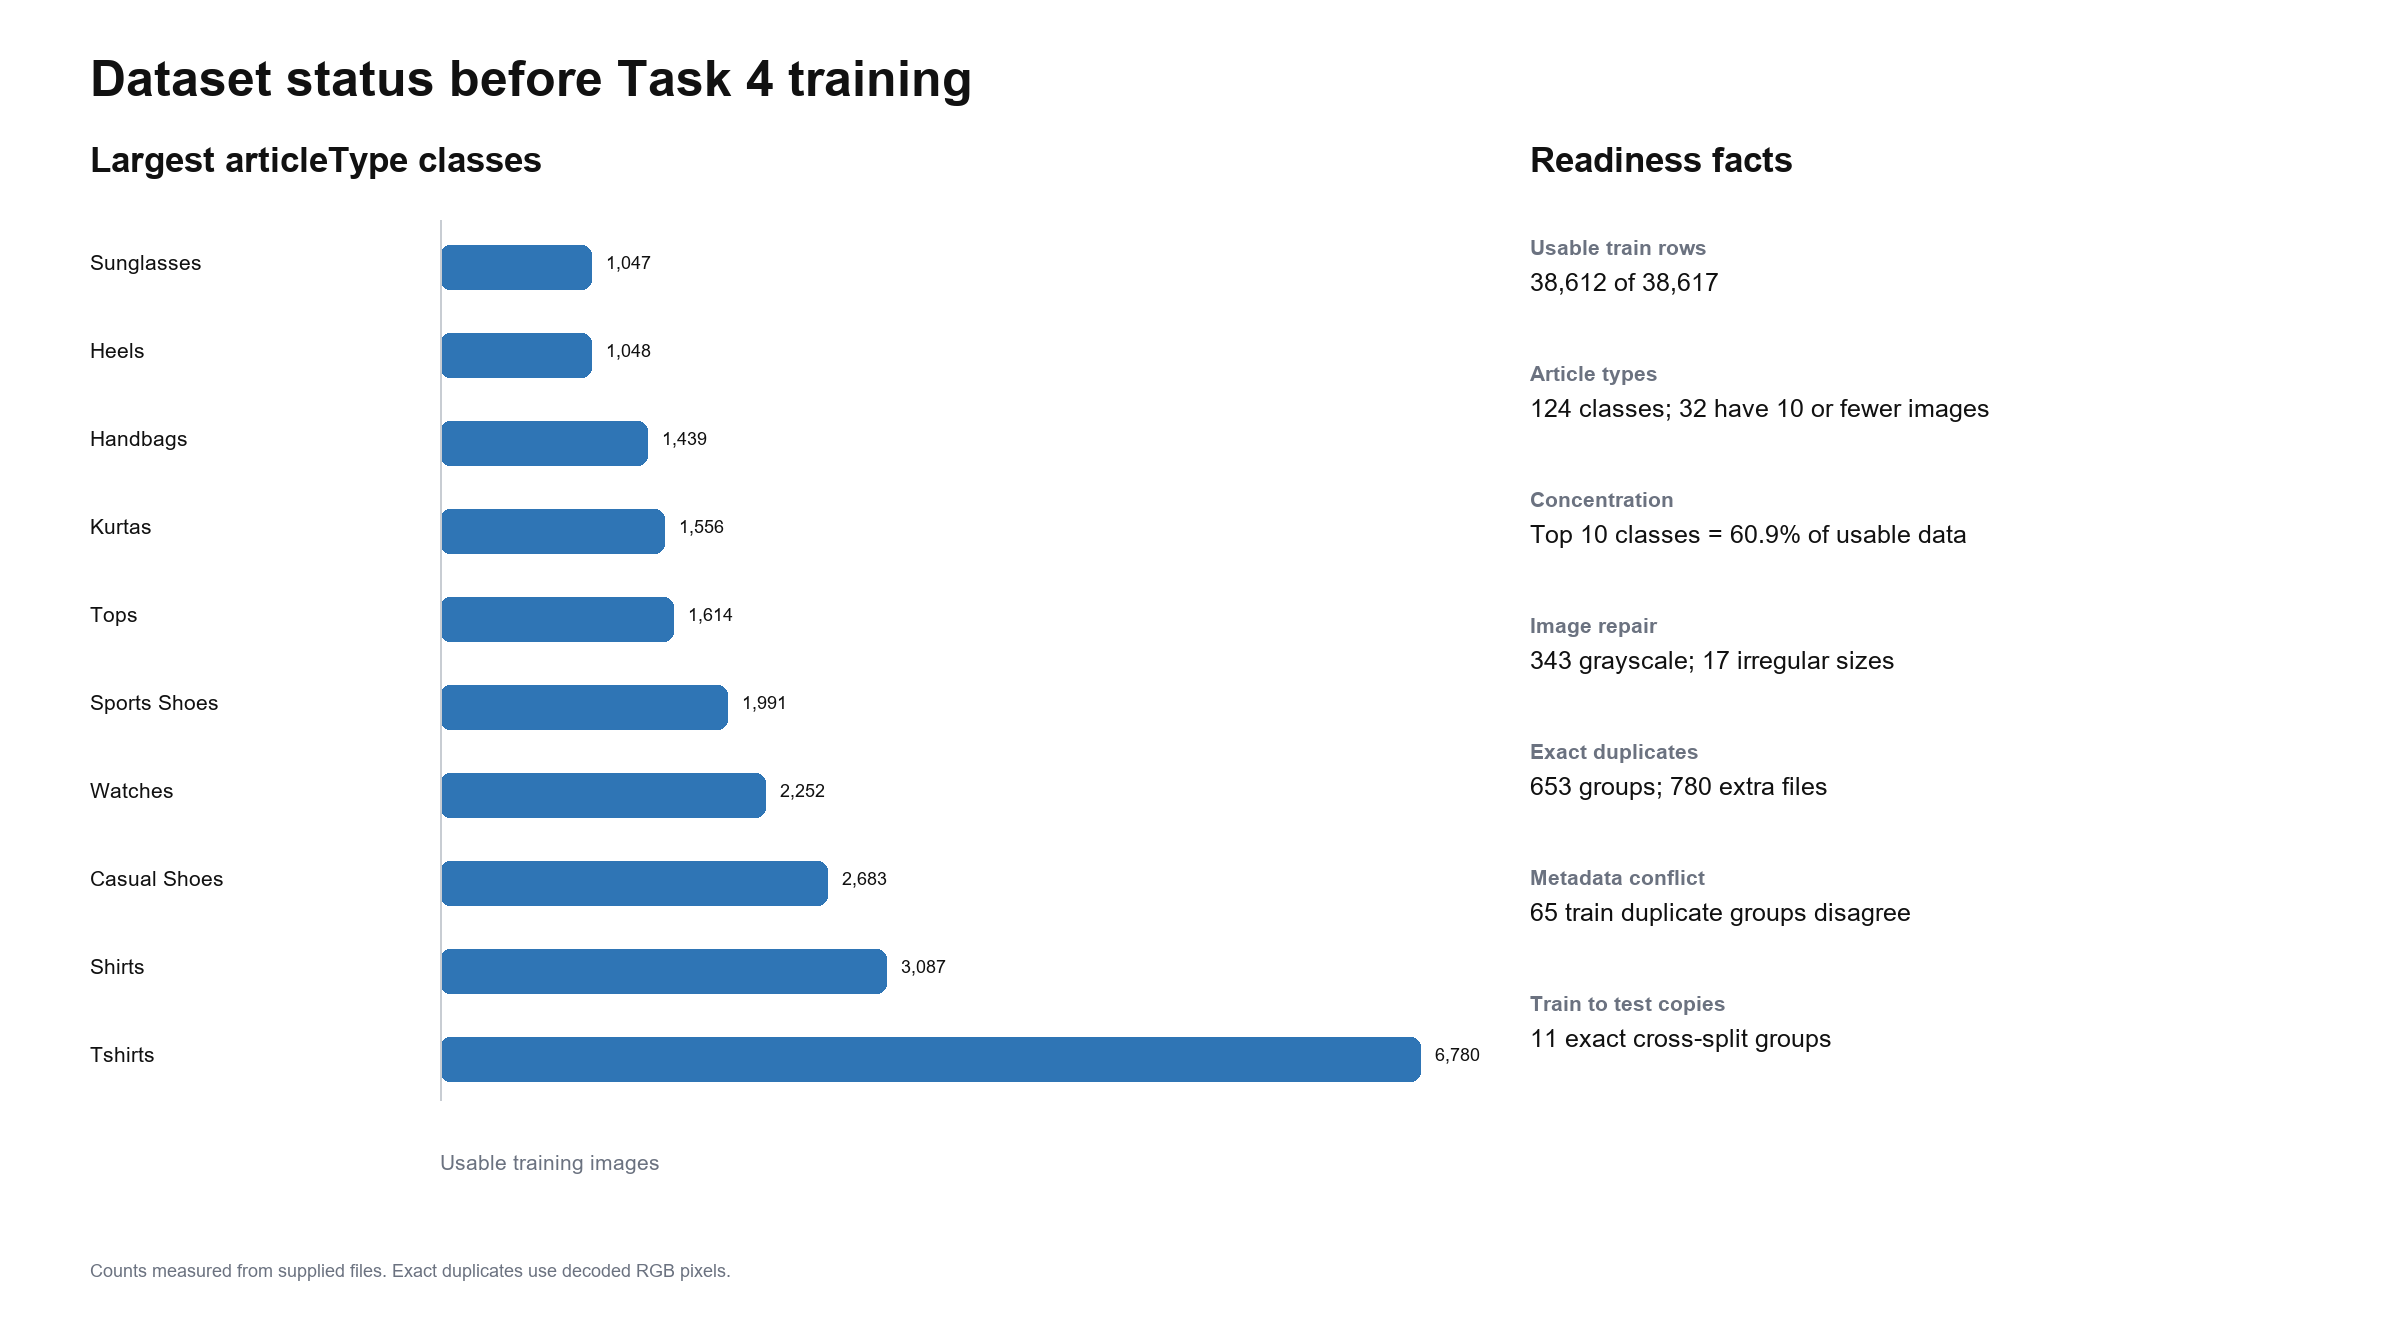 Dataset status before Task 4 training
Largest articleType classes
Sunglasses 1,047
Heels 1,048
Handbags 1,439
Kurtas 1,556
Tops 1,614
Sports Shoes 1,991
Watches 2,252
Casual Shoes 2,683
Shirts 3,087
Tshirts 6,780
Usable training images
Readiness facts
Usable train rows
38,612 of 38,617
Article types
124 classes; 32 have 10 or fewer images
Concentration
Top 10 classes = 60.9% of usable data
Image repair
343 grayscale; 17 irregular sizes
Exact duplicates
653 groups; 780 extra files
Metadata conflict
65 train duplicate groups disagree
Train to test copies
11 exact cross-split groups
Counts measured from supplied files. Exact duplicates use decoded RGB pixels.